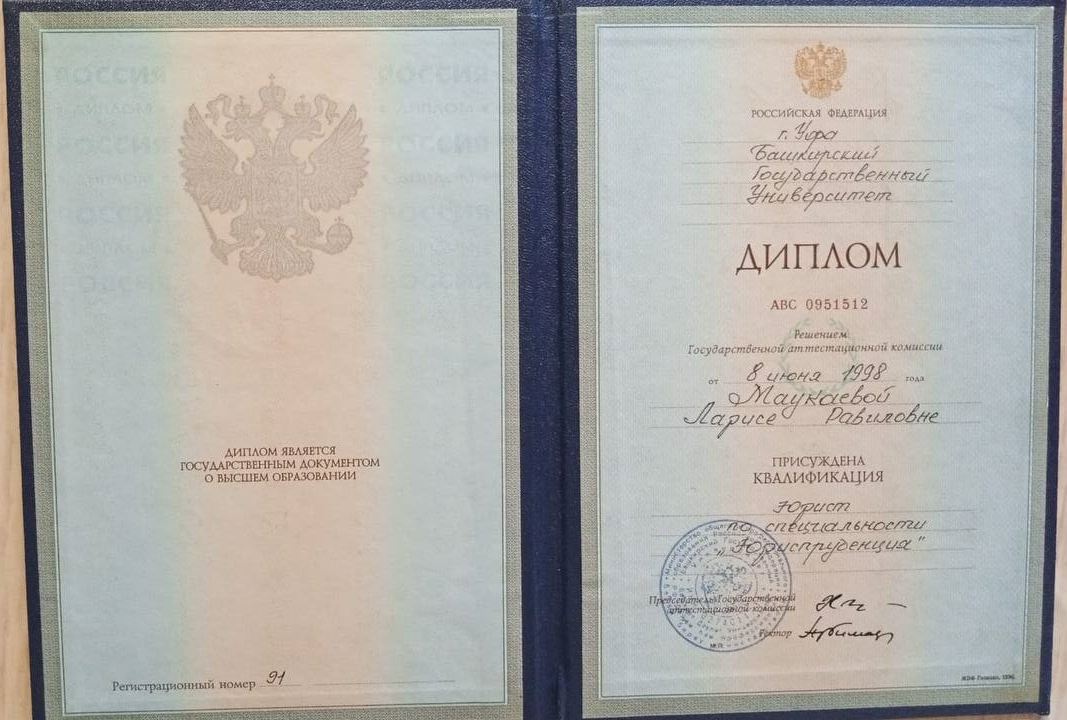 ДИПЛОМ ЯВЛЯЕТСЯ
ГОСУДАРСТВЕННЫМ ДОКУМЕНТОМ
О ВЫСШЕМ ОБРАЗОВАНИИ
Регистрационный номер 91
РОССИЙСКАЯ ФЕДЕРАЦИЯ
г. Уфа
Башкирский
Государственный
Университет
ДИПЛОМ
АВС 0951512
Решением
Государственной аттестационной комиссии
от 8 июня 1998 года
Маукаевой
Ларисе Равиловне
ПРИСУЖДЕНА
КВАЛИФИКАЦИЯ
Юрист
по специальности
"Юриспруденция"
Председатель Государственной
аттестационной комиссии
Ректор